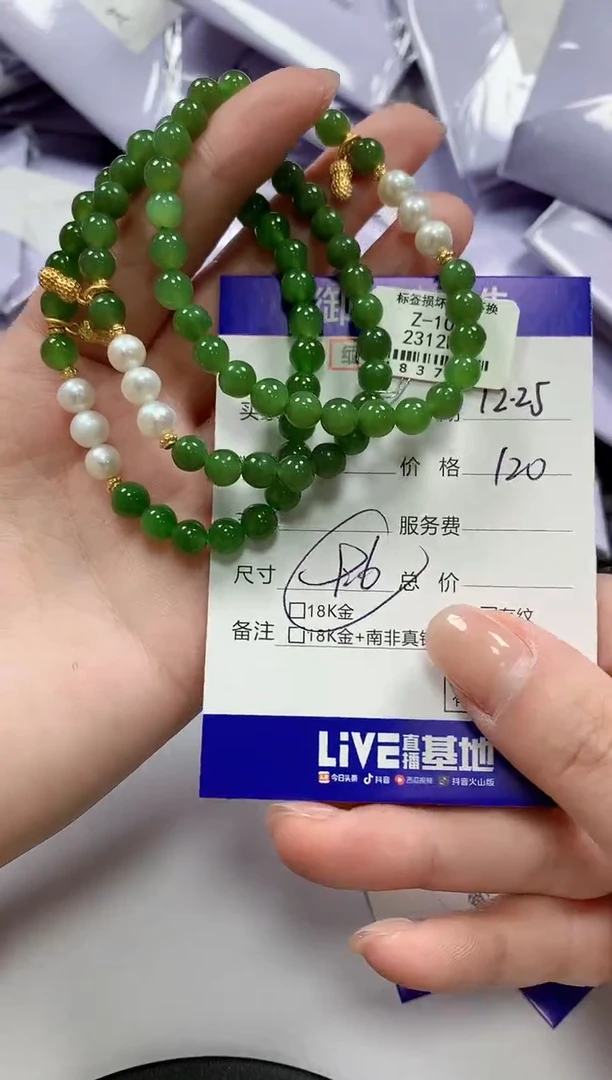 标签损坏
换
Z-10
2312
837
12-25
价 格 120
服务费
尺寸
总 价
备注 □18K金
□18K金+南非真
LiVE直播基地
今日头条 抖音 西瓜视频 抖音火山版